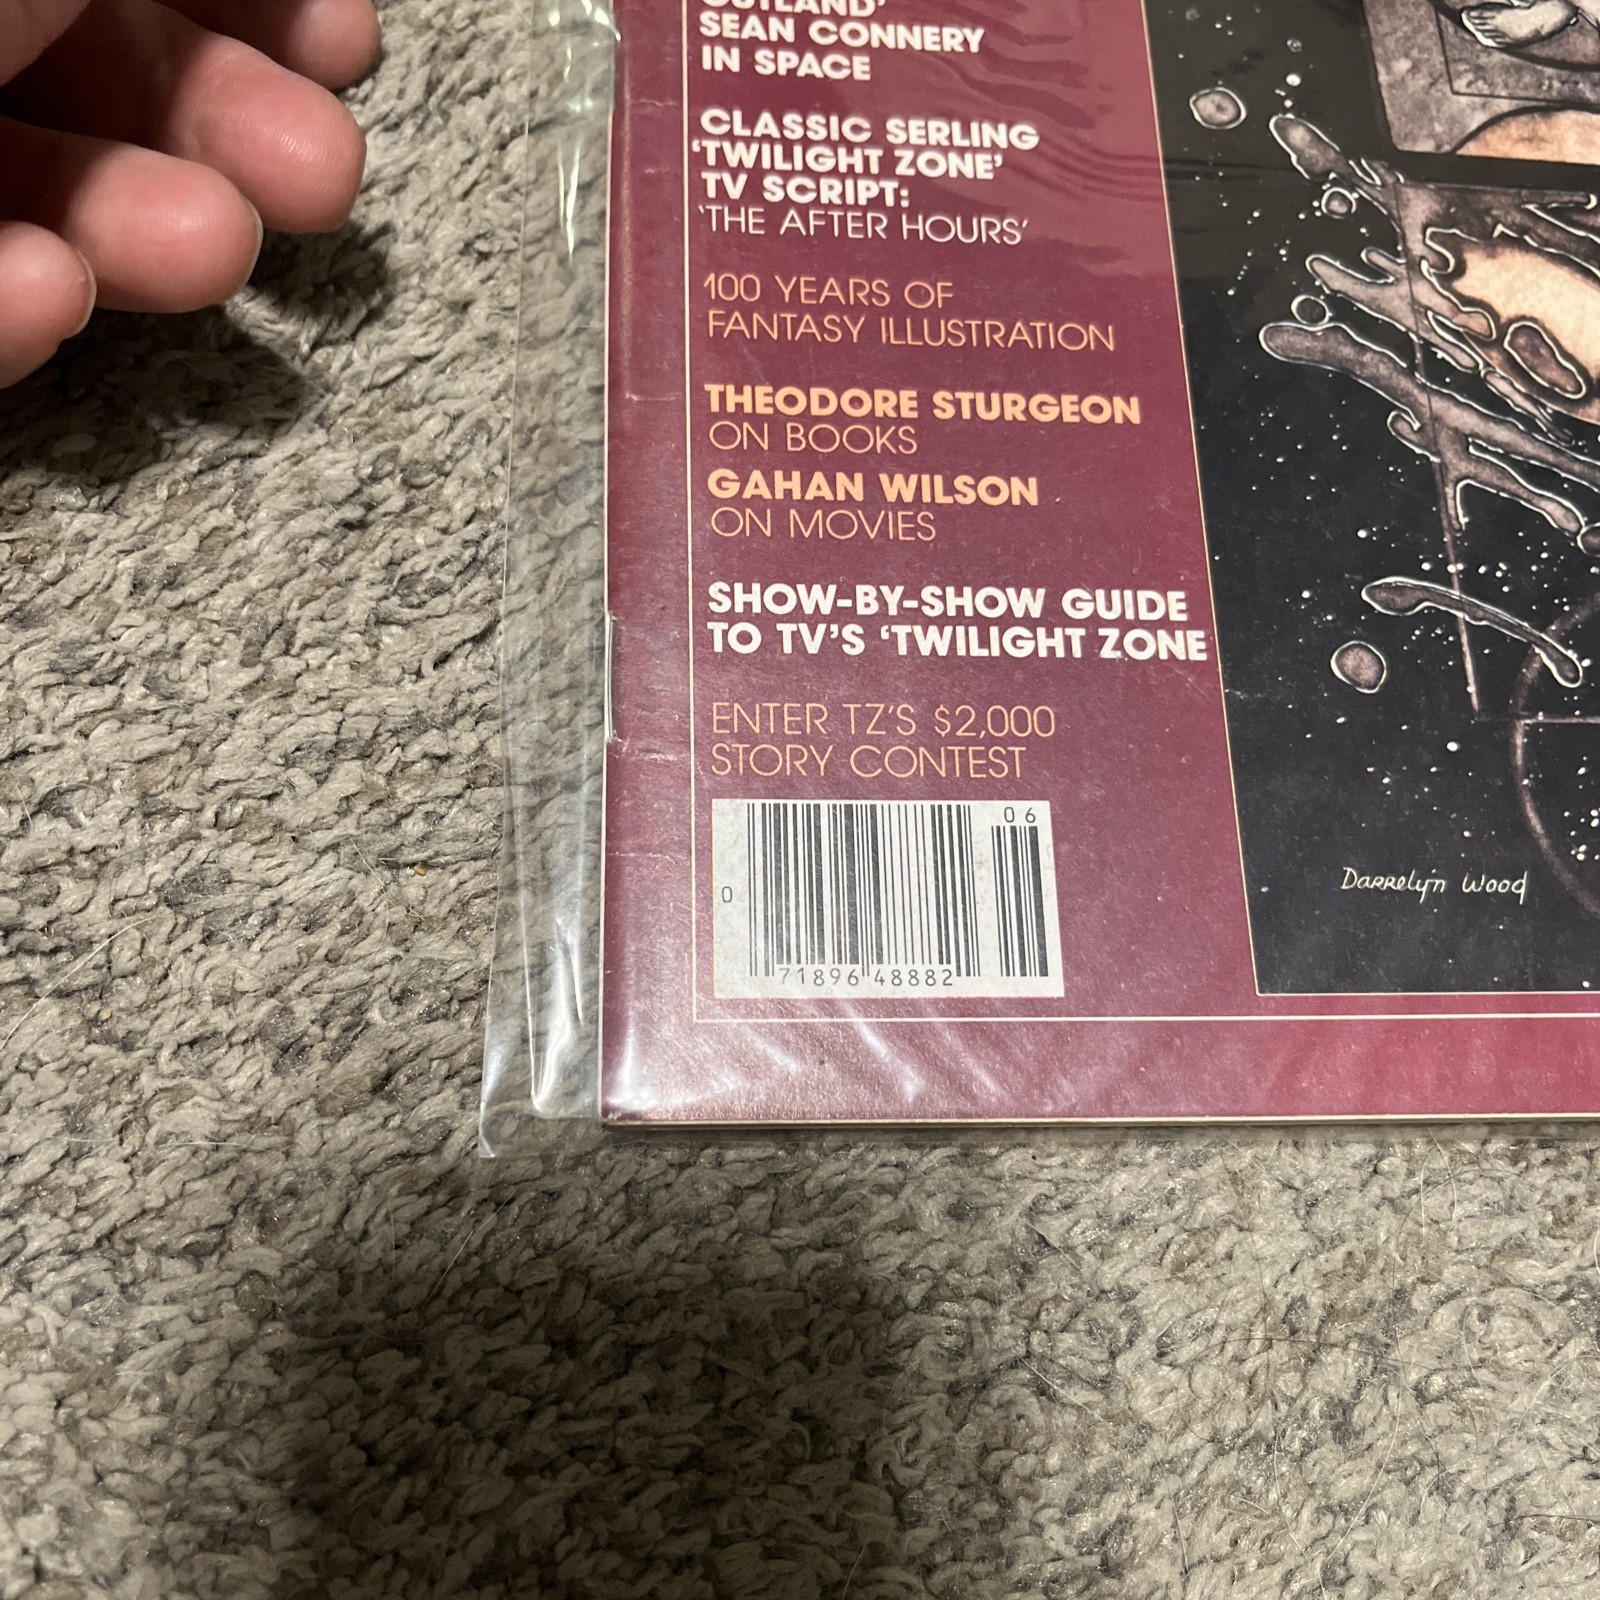 OUTLAND'
SEAN CONNERY
IN SPACE
CLASSIC SERLING
'TWILIGHT ZONE'
TV SCRIPT:
'THE AFTER HOURS'
100 YEARS OF
FANTASY ILLUSTRATION
THEODORE STURGEON
ON BOOKS
GAHAN WILSON
ON MOVIES
SHOW-BY-SHOW GUIDE
TO TV'S 'TWILIGHT ZONE
ENTER TZ'S $2,000
STORY CONTEST
06
0
71896 48882
Darrelyn Wood